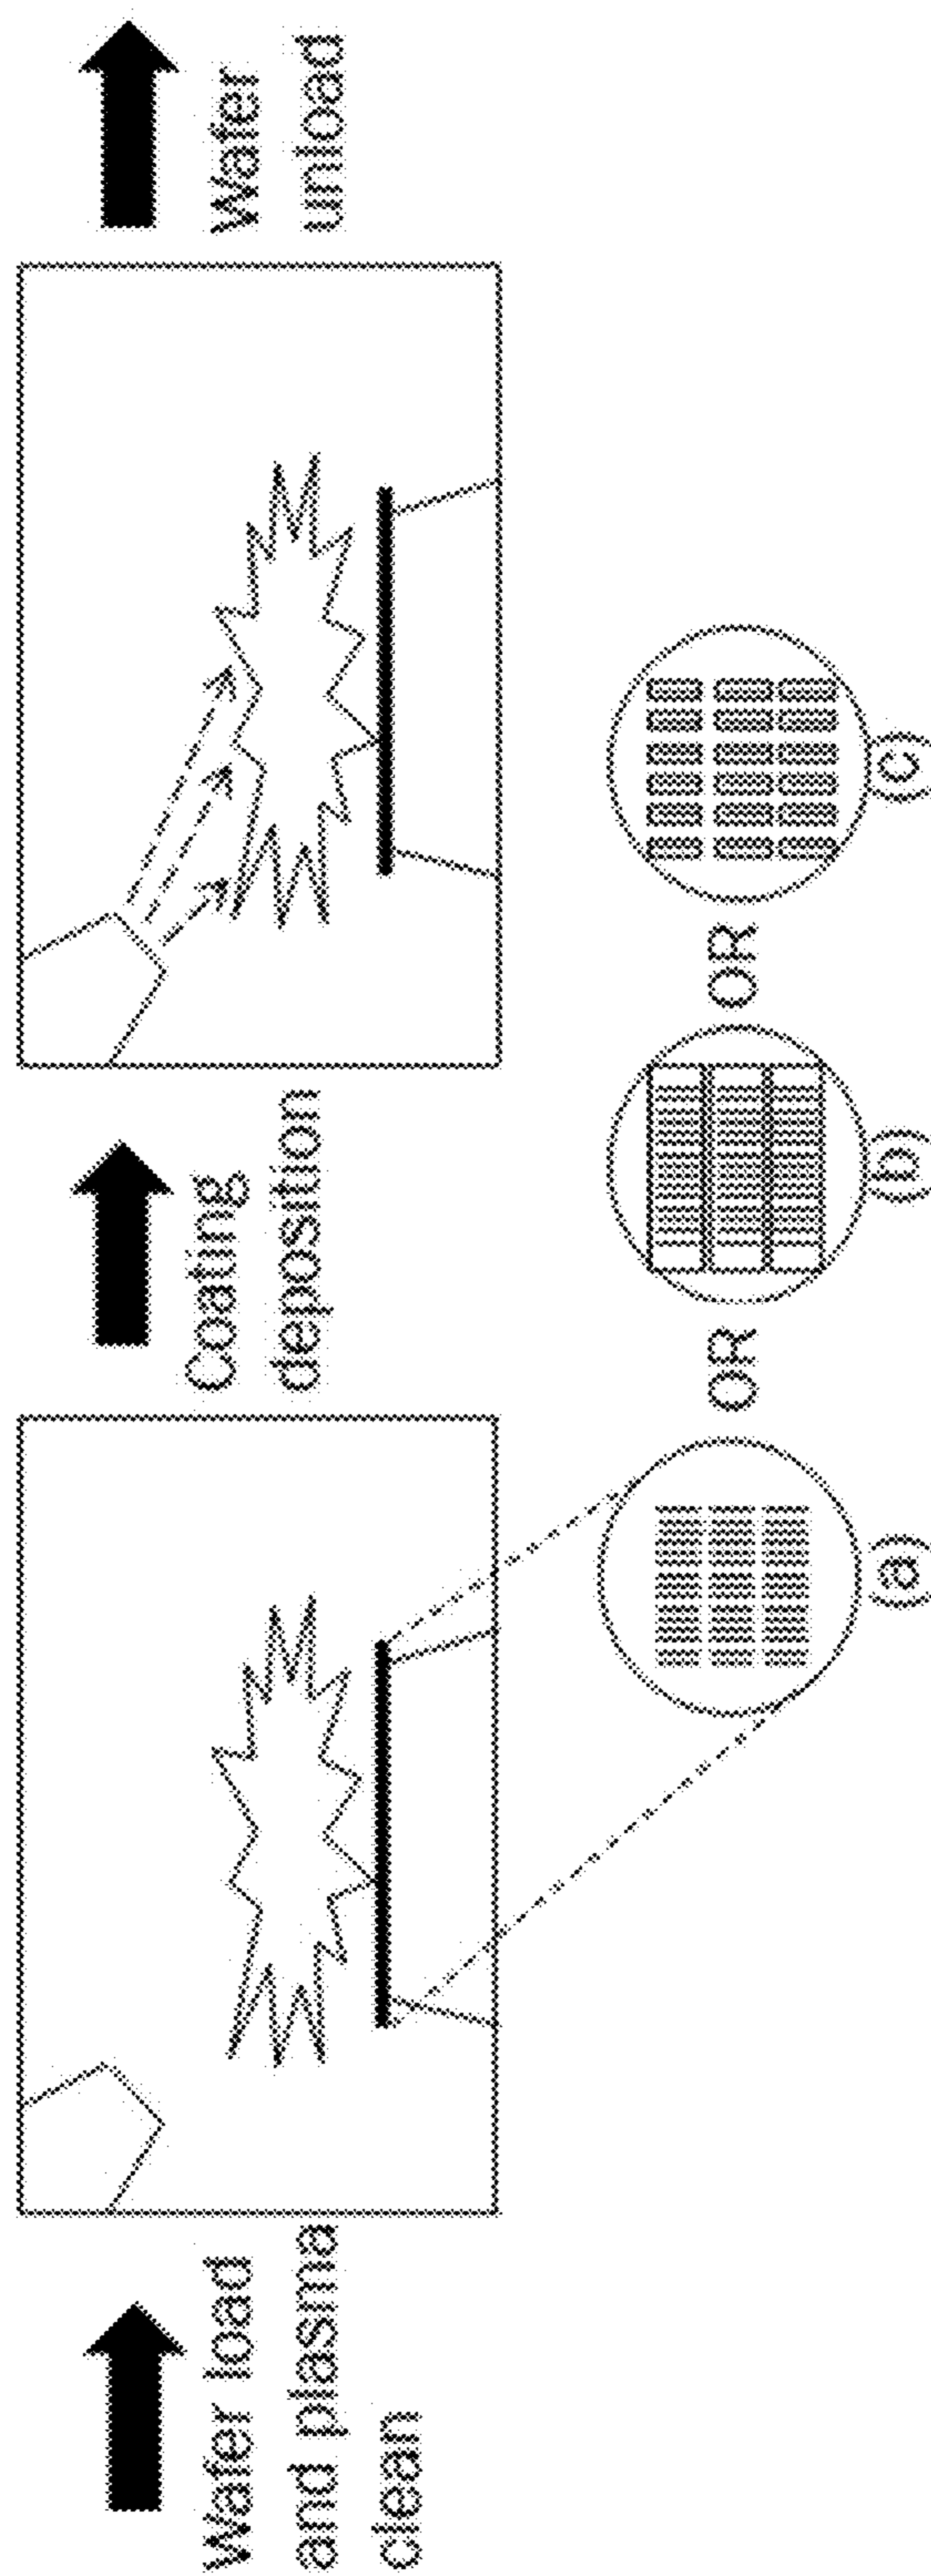 Wafer load
and plasma
clean
Coating
deposition
Wafer
unload
(a)
OR
(b)
OR
(c)